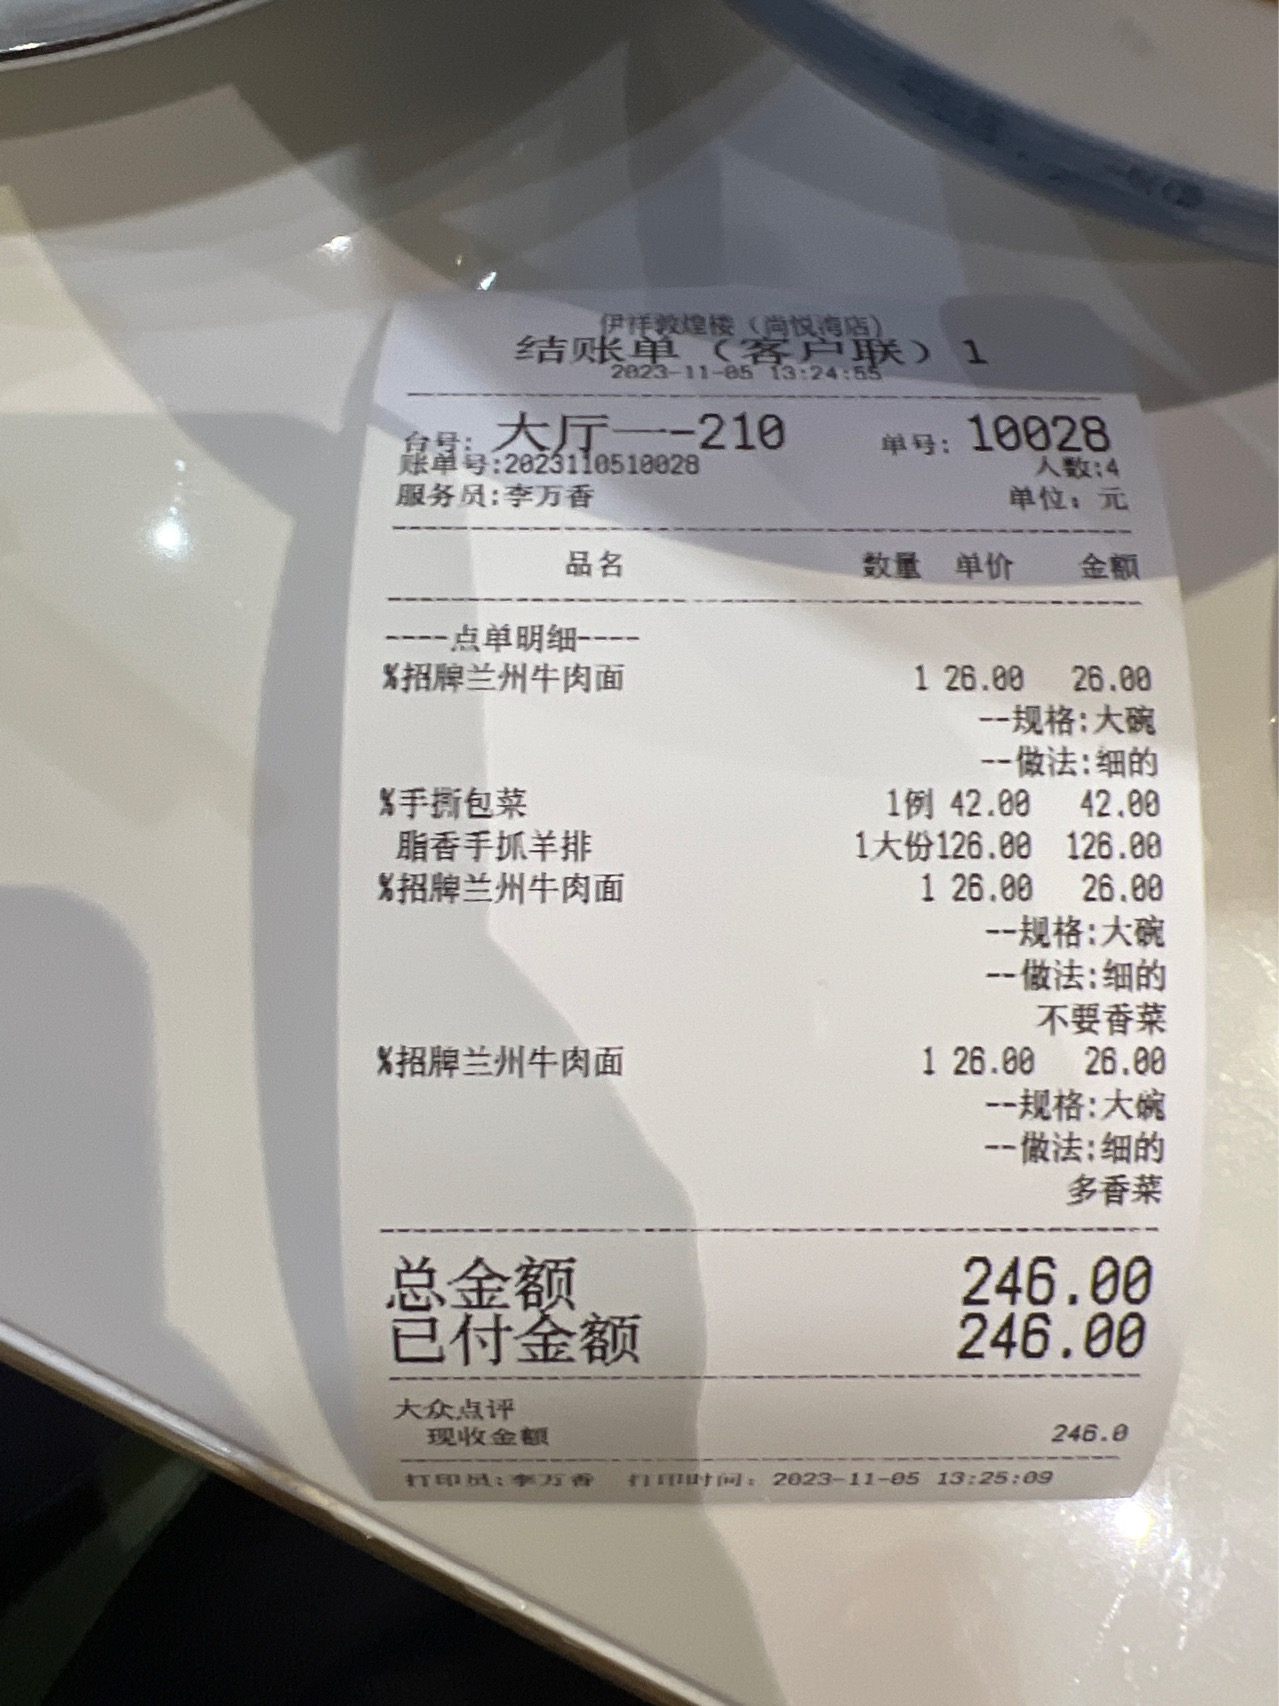 伊祥敦煌楼（尚悦湾店）
结账单（客户联）1
2023-11-05 13:24:55
台号: 大厅一-210 单号: 10028
账单号:2023110510028 人数:4
服务员:李万香 单位: 元
品名 数量 单价 金额
----点单明细----
%招牌兰州牛肉面 1 26.00 26.00
--规格:大碗
--做法:细的
%手撕包菜 1例 42.00 42.00
脂香手抓羊排 1大份126.00 126.00
%招牌兰州牛肉面 1 26.00 26.00
--规格:大碗
--做法:细的
不要香菜
%招牌兰州牛肉面 1 26.00 26.00
--规格:大碗
--做法:细的
多香菜
总金额 246.00
已付金额 246.00
大众点评
现收金额 246.0
打印员:李万香 打印时间: 2023-11-05 13:25:09